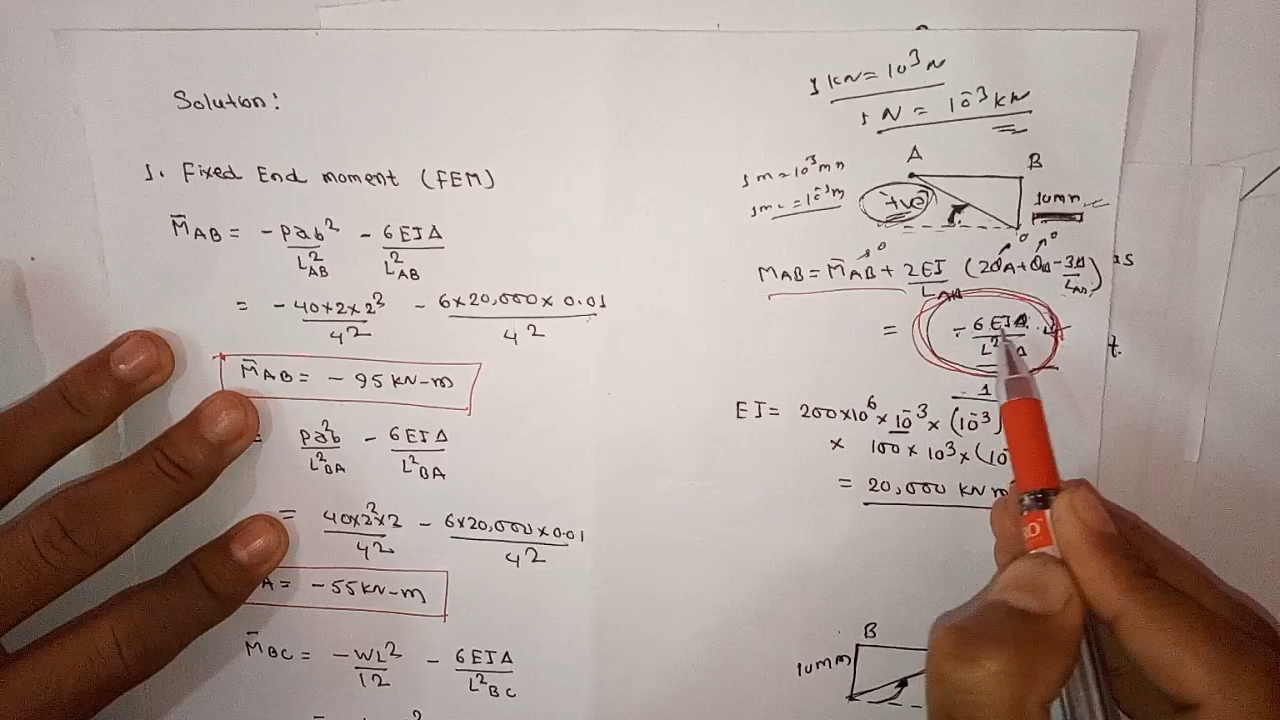 Solution:
1. Fixed End moment (FEM)
M̄AB = -Pab²/L²AB - 6EIΔ/L²AB
= -40×2×2²/4² - 6×20,000×0.01/4²
M̄AB = -95 kN-m
= Pa²b/L²BA - 6EIΔ/L²BA
= 40×2²×2/4² - 6×20,000×0.01/4²
A = -55 kN-m
M̄BC = -WL²/12 - 6EIΔ/L²BC
1 kN = 10³ N
1 N = 10⁻³ kN
1 m = 10³ mm
1 mm = 10⁻³ m
A
B
+ve
10mm
MAB = M̄AB + 2EI/LAB (2θA + θB - 3Δ/LAB)
0
0 0
= - 6EIΔ/L²
EI = 200×10⁶×10⁻³×(10⁻³)
× 100×10³×(10
= 20,000 kN m
B
10mm